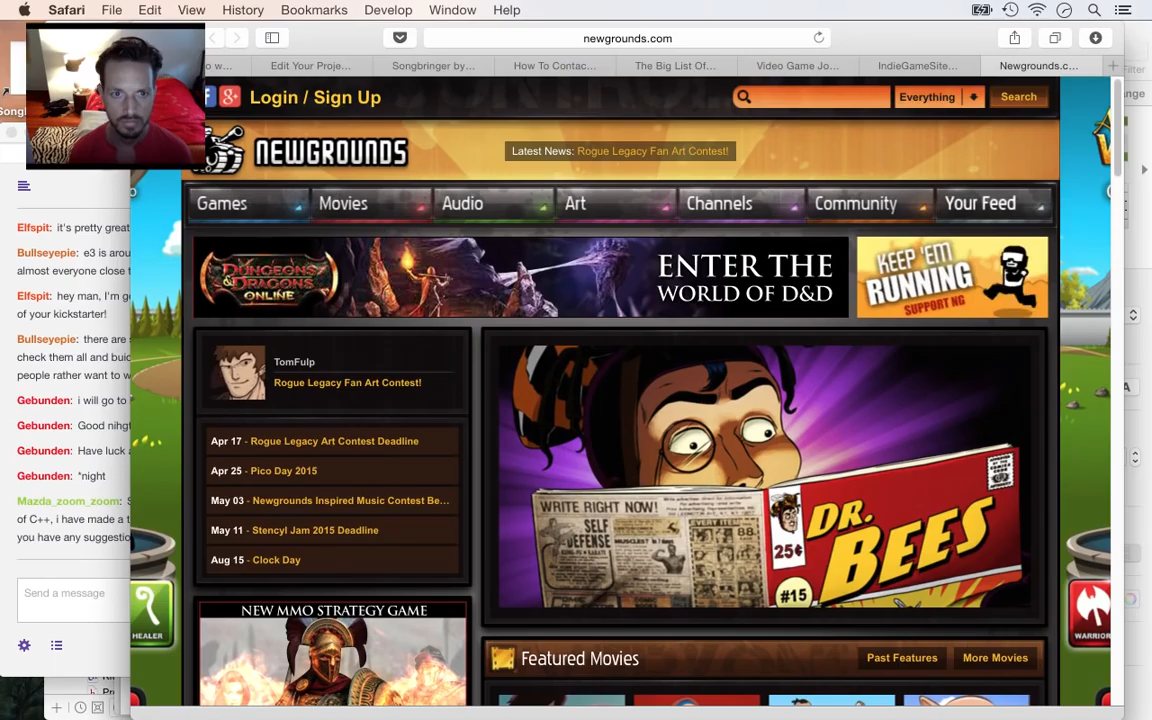 Safari File Edit View History Bookmarks Develop Window Help
newgrounds.com
o w... Edit Your Proje... Songbringer by... How To Contac... The Big List Of... Video Game Jo... IndieGameSite... Newgrounds.c...
Filter
Login / Sign Up
Everything
Search
NEWGROUNDS
Latest News: Rogue Legacy Fan Art Contest!
Games Movies Audio Art Channels Community Your Feed
DUNGEONS & DRAGONS ONLINE
ENTER THE
WORLD OF D&D
KEEP 'EM
RUNNING
SUPPORT NG
TomFulp
Rogue Legacy Fan Art Contest!
Apr 17 - Rogue Legacy Art Contest Deadline
Apr 25 - Pico Day 2015
May 03 - Newgrounds Inspired Music Contest Be...
May 11 - Stencyl Jam 2015 Deadline
Aug 15 - Clock Day
WRITE RIGHT NOW!
SELF
DEFENSE
25¢
DR.
BEES
#15
NEW MMO STRATEGY GAME
Featured Movies
Past Features
More Movies
HEALER
WARRIOR
Elfspit: it's pretty great
Bullseyepie: e3 is arou
almost everyone close t
Elfspit: hey man, I'm g
of your kickstarter!
Bullseyepie: there are
check them all and buic
people rather want to w
Gebunden: i will go to
Gebunden: Good nihgt
Gebunden: Have luck a
Gebunden: *night
Mazda_zoom_zoom: S
of C++, i have made a t
you have any suggestio
Send a message